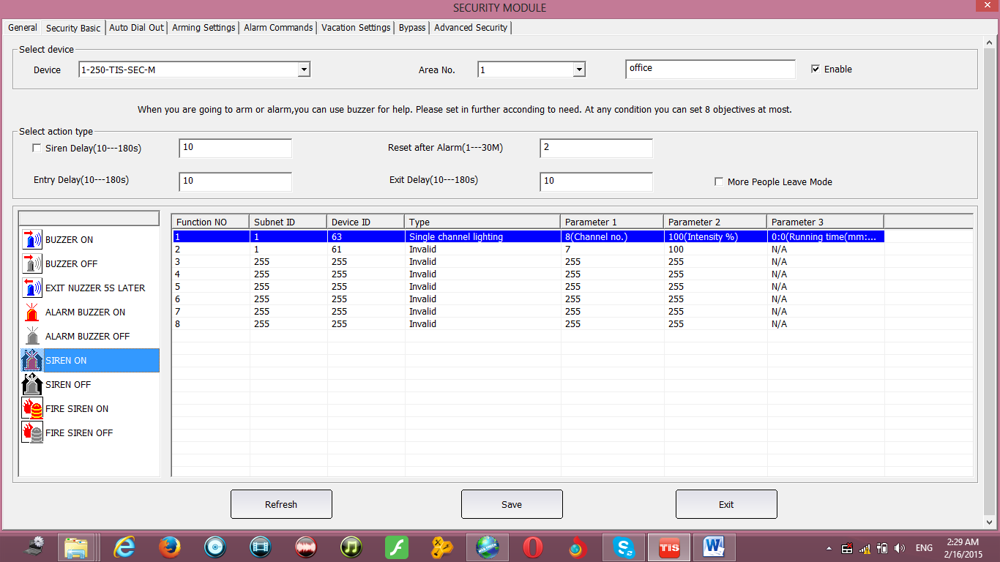 SECURITY MODULE
General Security Basic Auto Dial Out Arming Settings Alarm Commands Vacation Settings Bypass Advanced Security
Select device
Device 1-250-TIS-SEC-M Area No. 1 office Enable
When you are going to arm or alarm,you can use buzzer for help. Please set in further acconding to need. At any condition you can set 8 objectives at most.
Select action type
Siren Delay(10---180s) 10 Reset after Alarm(1---30M) 2
Entry Delay(10---180s) 10 Exit Delay(10---180s) 10 More People Leave Mode
BUZZER ON
BUZZER OFF
EXIT NUZZER 5S LATER
ALARM BUZZER ON
ALARM BUZZER OFF
SIREN ON
SIREN OFF
FIRE SIREN ON
FIRE SIREN OFF
Function NO Subnet ID Device ID Type Parameter 1 Parameter 2 Parameter 3
1 1 63 Single channel lighting 8(Channel no.) 100(Intensity %) 0:0(Running time(mm:...
2 1 61 Invalid 7 100 N/A
3 255 255 Invalid 255 255 N/A
4 255 255 Invalid 255 255 N/A
5 255 255 Invalid 255 255 N/A
6 255 255 Invalid 255 255 N/A
7 255 255 Invalid 255 255 N/A
8 255 255 Invalid 255 255 N/A
Refresh Save Exit
TIS ENG 2:29 AM
2/16/2015